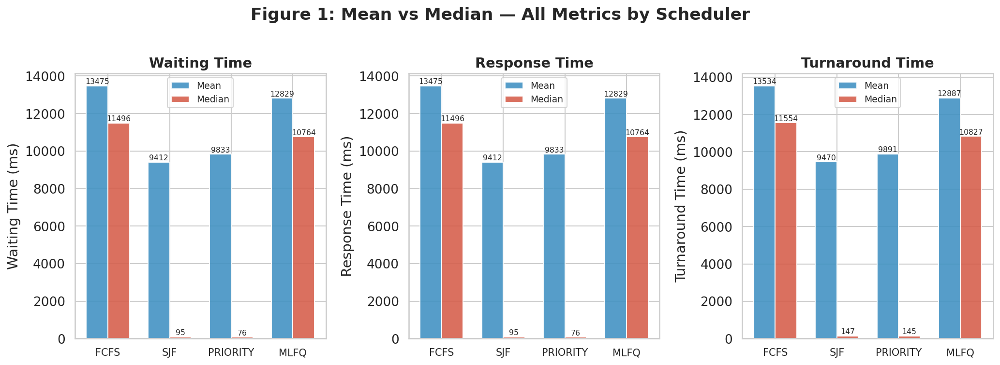 Figure 1: Mean vs Median — All Metrics by Scheduler
Waiting Time
Waiting Time (ms)
14000
12000
10000
8000
6000
4000
2000
0
Mean
Median
13475
11496
9412
95
9833
76
12829
10764
FCFS
SJF
PRIORITY
MLFQ
Response Time
Response Time (ms)
14000
12000
10000
8000
6000
4000
2000
0
Mean
Median
13475
11496
9412
95
9833
76
12829
10764
FCFS
SJF
PRIORITY
MLFQ
Turnaround Time
Turnaround Time (ms)
14000
12000
10000
8000
6000
4000
2000
0
Mean
Median
13534
11554
9470
147
9891
145
12887
10827
FCFS
SJF
PRIORITY
MLFQ